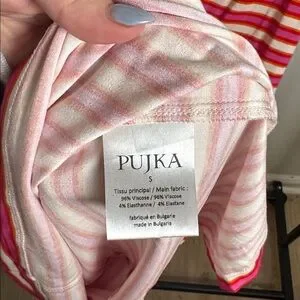 PUJKA
S
Tissu principal / Main fabric :
96% Viscose / 96% Viscose
4% Elasthanne / 4% Elastane
fabriqué en Bulgarie
made in Bulgaria